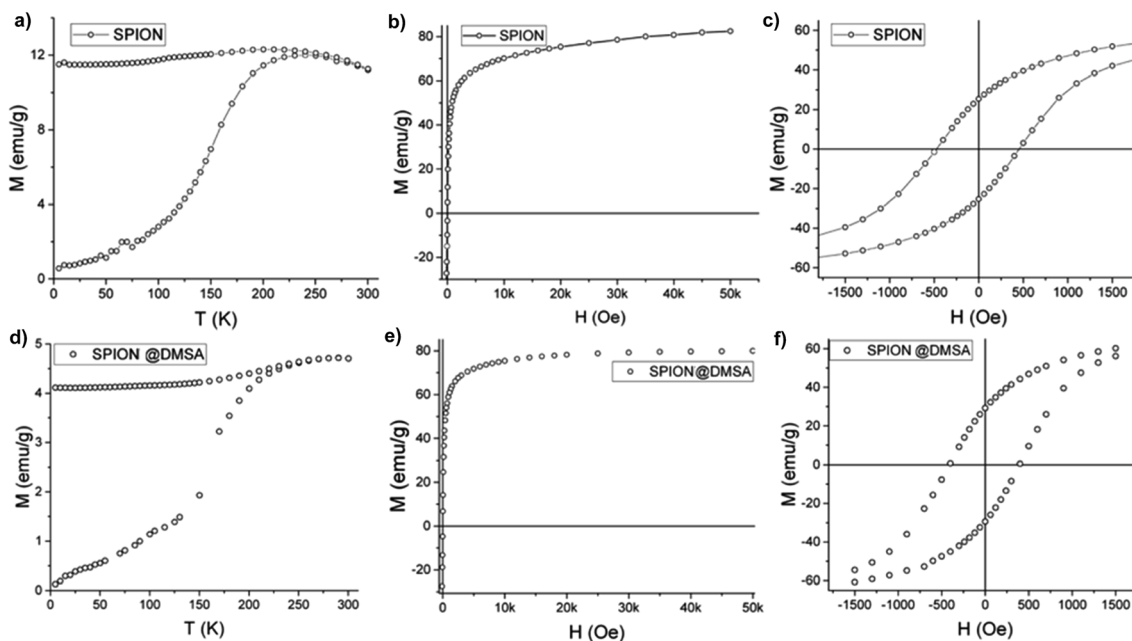 a)
SPION
M (emu/g)
12
8
4
0
0 50 100 150 200 250 300
T (K)
b)
SPION
M (emu/g)
80
60
40
20
0
-20
0 10k 20k 30k 40k 50k
H (Oe)
c)
SPION
M (emu/g)
60
40
20
0
-20
-40
-60
-1500 -1000 -500 0 500 1000 1500
H (Oe)
d)
SPION @DMSA
M (emu/g)
5
4
3
2
1
0
0 50 100 150 200 250 300
T (K)
e)
SPION@DMSA
M (emu/g)
80
60
40
20
0
-20
0 10k 20k 30k 40k 50k
H (Oe)
f)
SPION @DMSA
M (emu/g)
60
40
20
0
-20
-40
-60
-1500 -1000 -500 0 500 1000 1500
H (Oe)